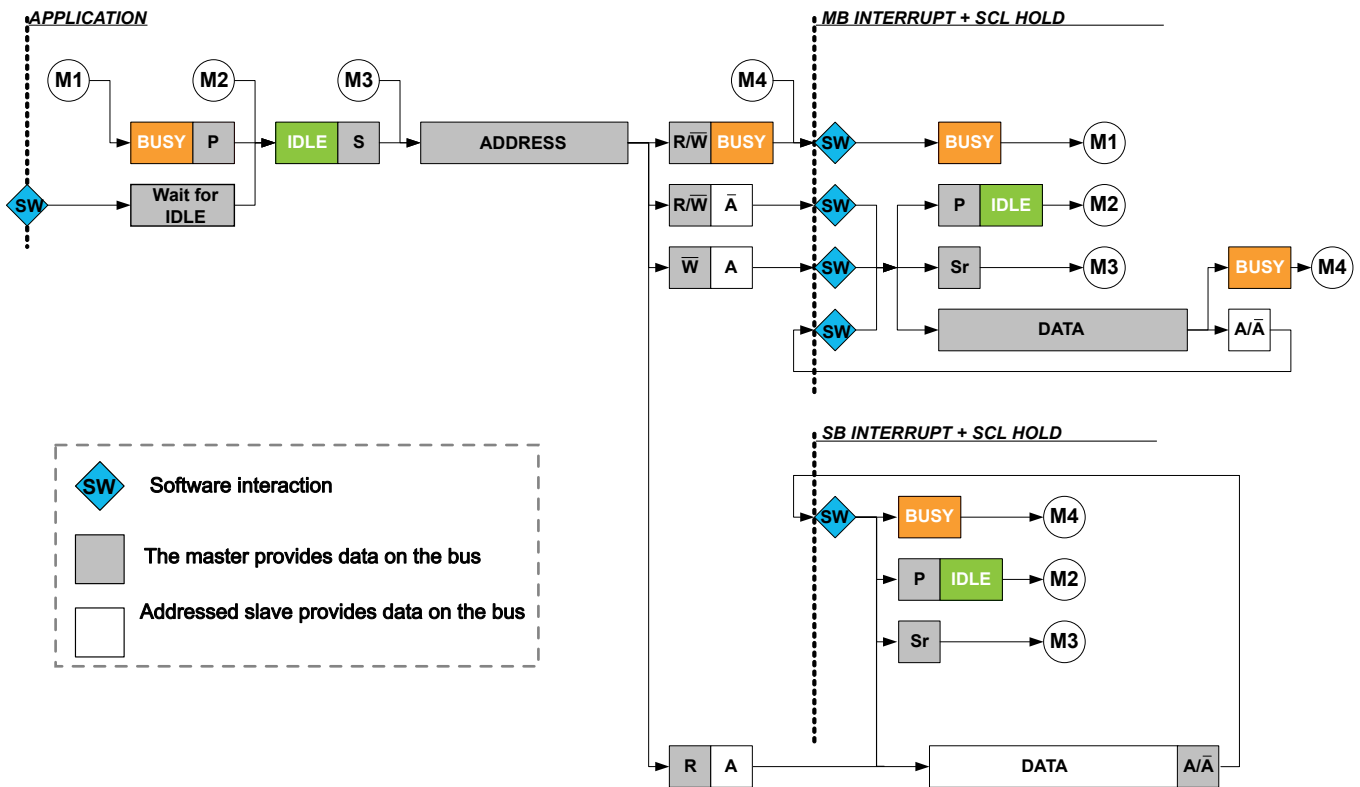 APPLICATION
MB INTERRUPT + SCL HOLD
M1
M2
M3
M4
BUSY P
IDLE S
ADDRESS
R/W̅ BUSY
SW
BUSY
M1
SW
Wait for
IDLE
R/W̅ A̅
SW
P IDLE
M2
W̅ A
SW
Sr
M3
BUSY
M4
SW
DATA
A/A̅
SB INTERRUPT + SCL HOLD
SW
Software interaction
The master provides data on the bus
Addressed slave provides data on the bus
SW
BUSY
M4
P IDLE
M2
Sr
M3
R A
DATA
A/A̅